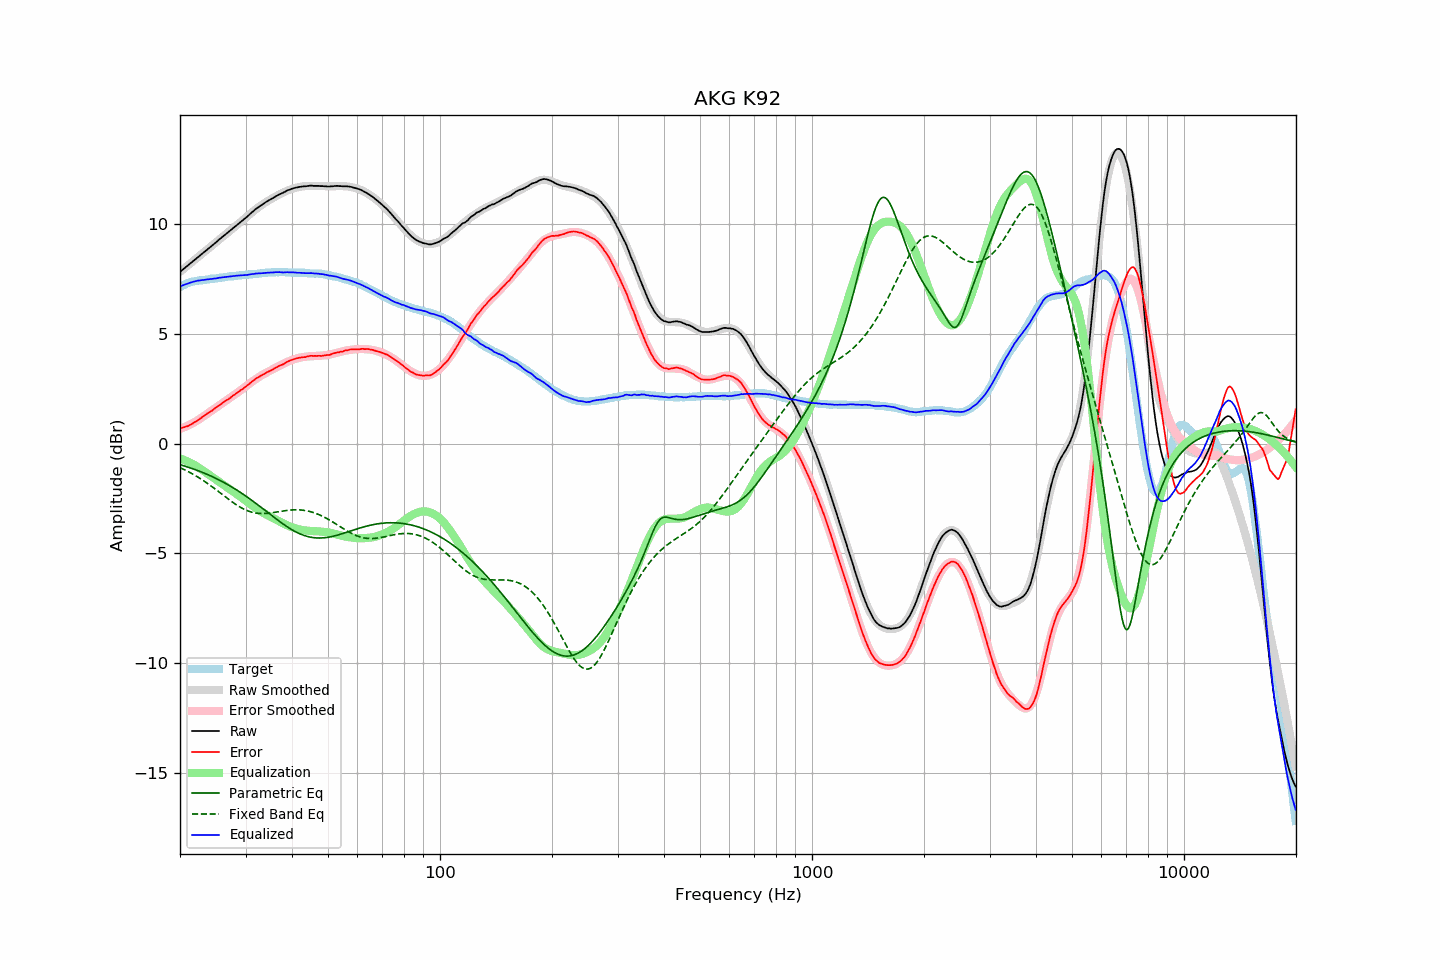 AKG K92
Amplitude (dBr)
10
5
0
−5
−10
−15
Target
Raw Smoothed
Error Smoothed
Raw
Error
Equalization
Parametric Eq
Fixed Band Eq
Equalized
100
1000
10000
Frequency (Hz)